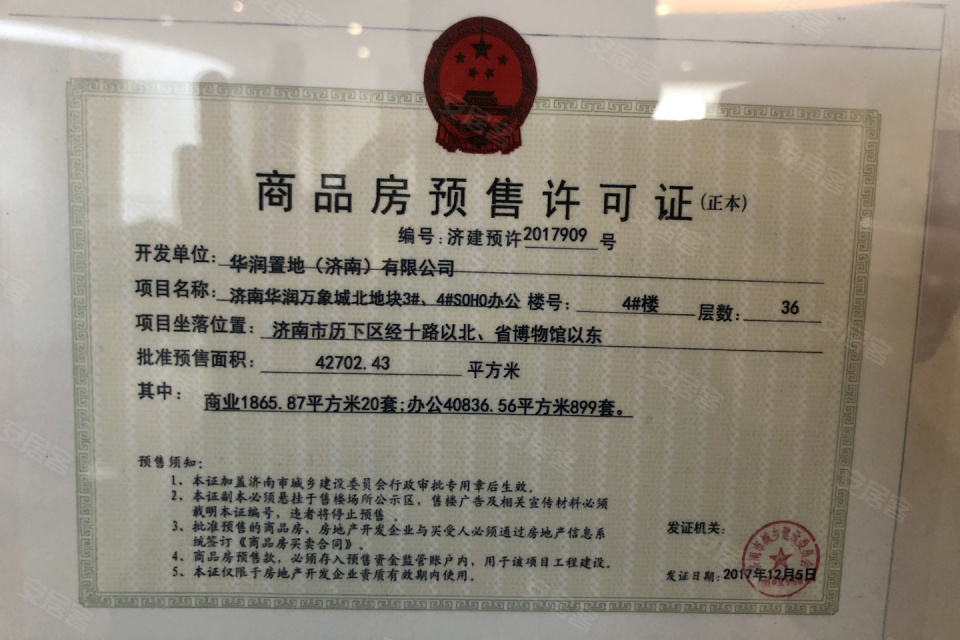 商品房预售许可证(正本)
编号:济建预许2017909号
开发单位:华润置地(济南)有限公司
项目名称:济南华润万象城北地块3#、4#SOHO办公 楼号: 4#楼 层数: 36
项目坐落位置:济南市历下区经十路以北、省博物馆以东
批准预售面积: 42702.43 平方米
其中: 商业1865.87平方米20套;办公40836.56平方米899套。
预售须知:
1、本证加盖济南市城乡建设委员会行政审批专用章后生效。
2、本证副本必须悬挂于售楼场所公示区,售楼广告及相关宣传材料必须
载明本证编号,违者将停止预售。
3、批准预售的商品房,房地产开发企业与买受人必须通过房地产信息系
统签订《商品房买卖合同》。
4、商品房预售款,必须存入预售资金监管账户内,用于该项目工程建设。
5、本证仅限于房地产开发企业资质有效期内使用。
发证机关:
济南市城乡建设委员会
发证日期:2017年12月5日
安居客